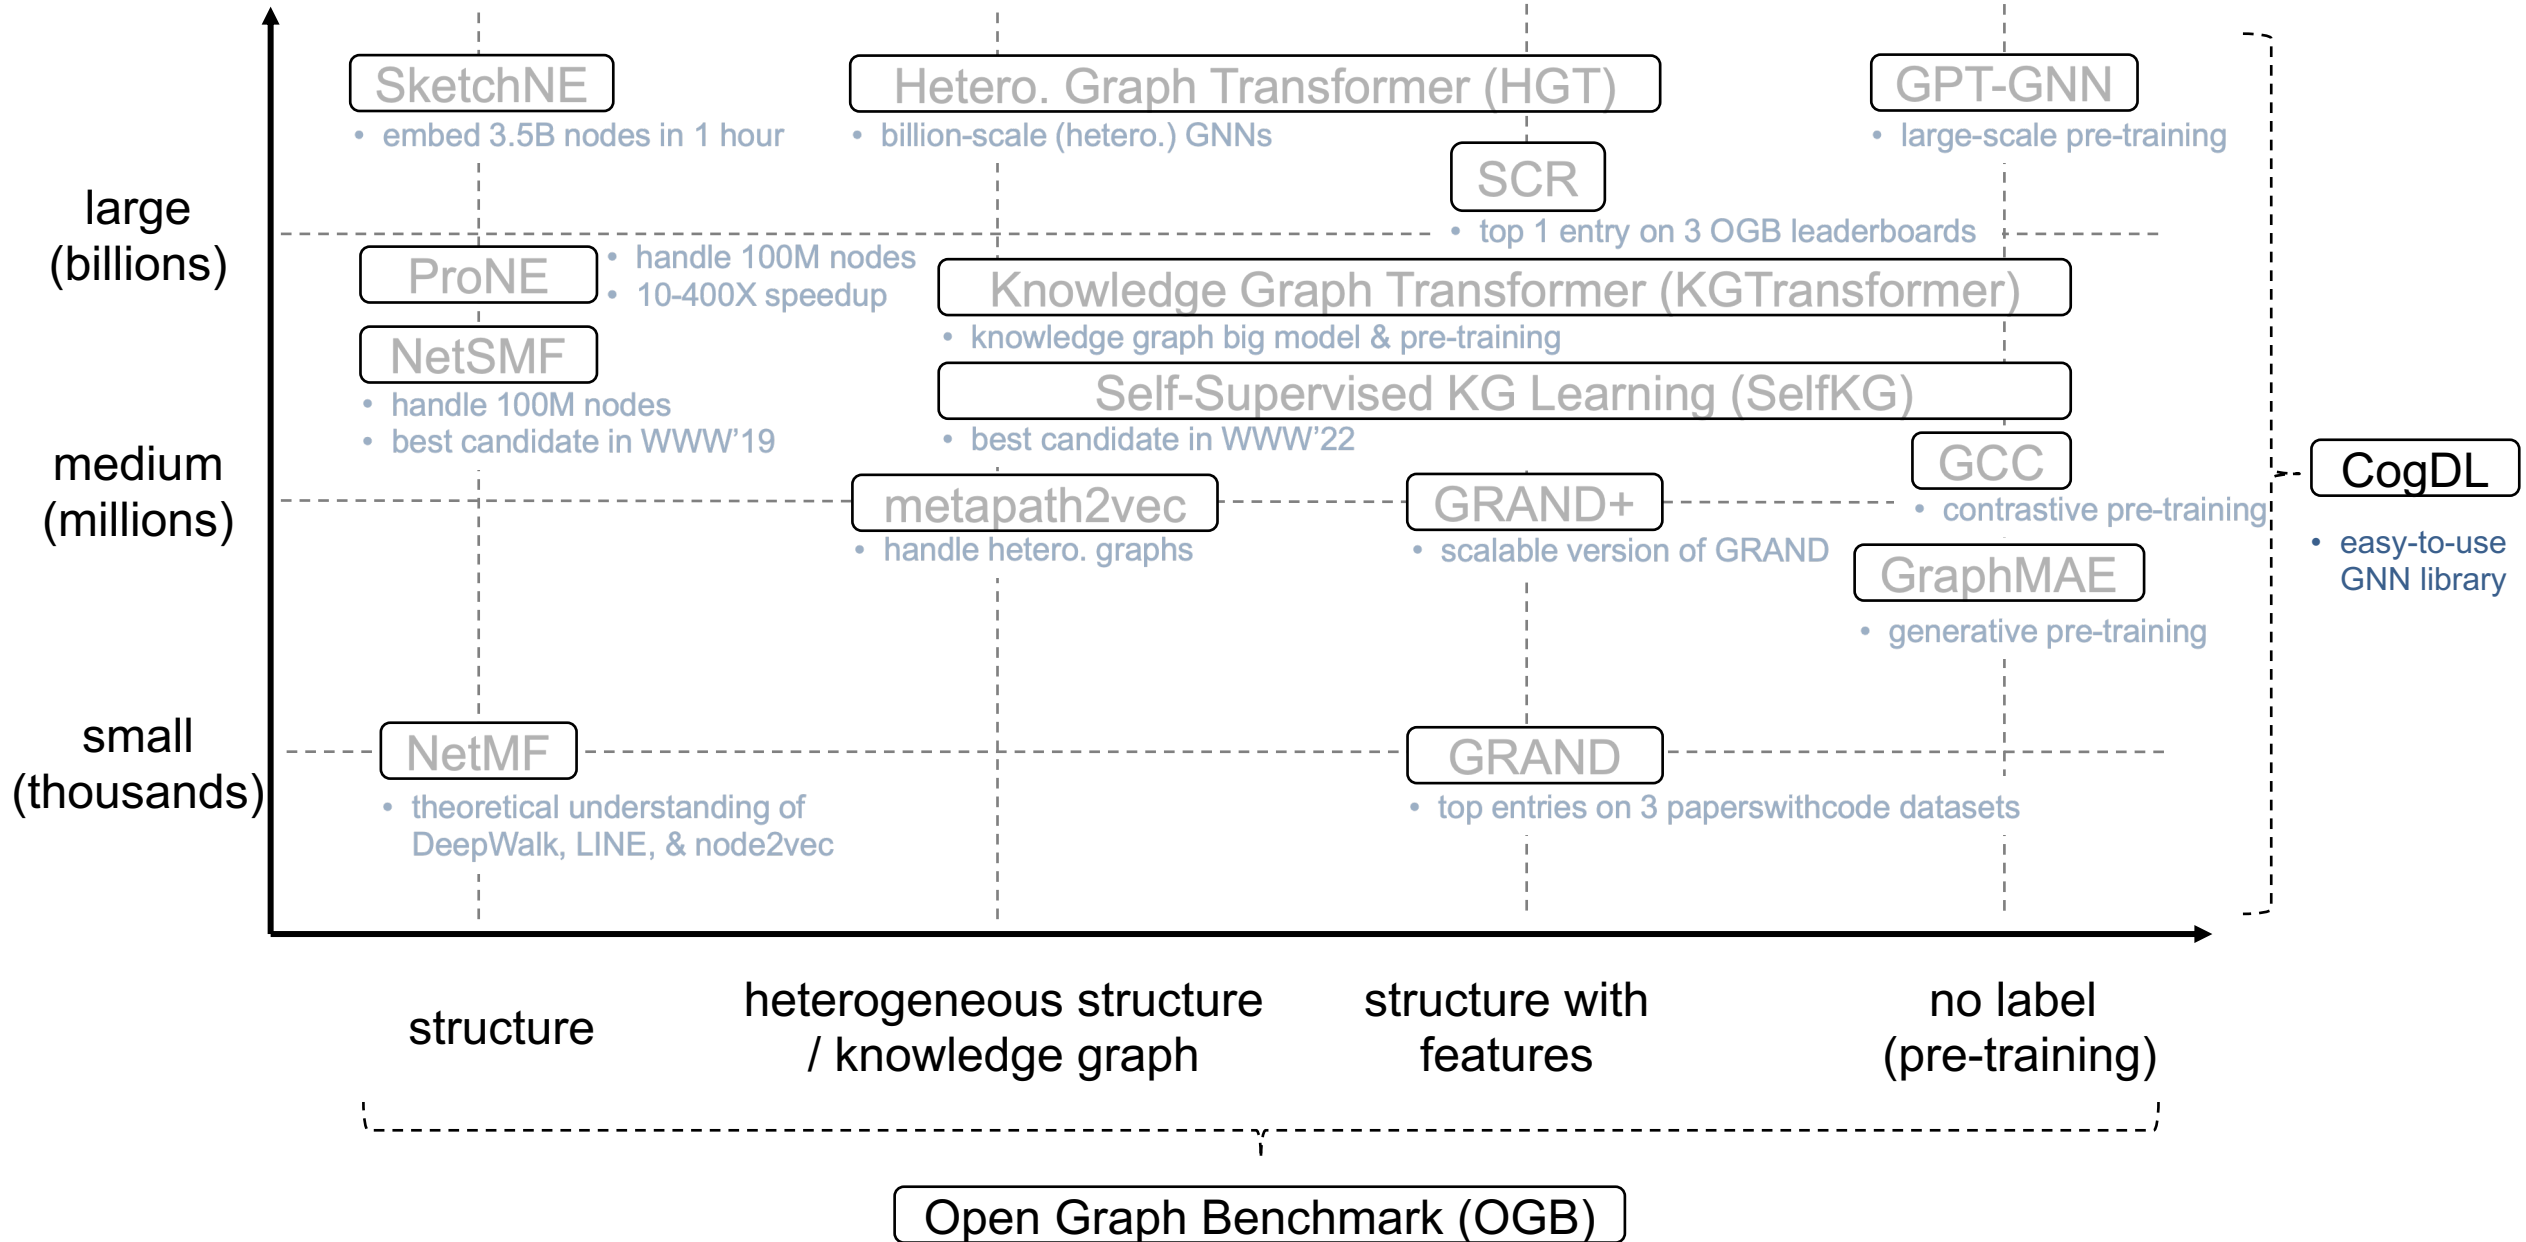 SketchNE
• embed 3.5B nodes in 1 hour
Hetero. Graph Transformer (HGT)
• billion-scale (hetero.) GNNs
GPT-GNN
• large-scale pre-training
SCR
• top 1 entry on 3 OGB leaderboards
large
(billions)
ProNE
• handle 100M nodes
• 10-400X speedup
Knowledge Graph Transformer (KGTransformer)
• knowledge graph big model & pre-training
NetSMF
• handle 100M nodes
• best candidate in WWW’19
Self-Supervised KG Learning (SelfKG)
• best candidate in WWW’22
GCC
• contrastive pre-training
medium
(millions)
metapath2vec
• handle hetero. graphs
GRAND+
• scalable version of GRAND
GraphMAE
• generative pre-training
CogDL
• easy-to-use
GNN library
small
(thousands)
NetMF
• theoretical understanding of
DeepWalk, LINE, & node2vec
GRAND
• top entries on 3 paperswithcode datasets
structure
heterogeneous structure
/ knowledge graph
structure with
features
no label
(pre-training)
Open Graph Benchmark (OGB)